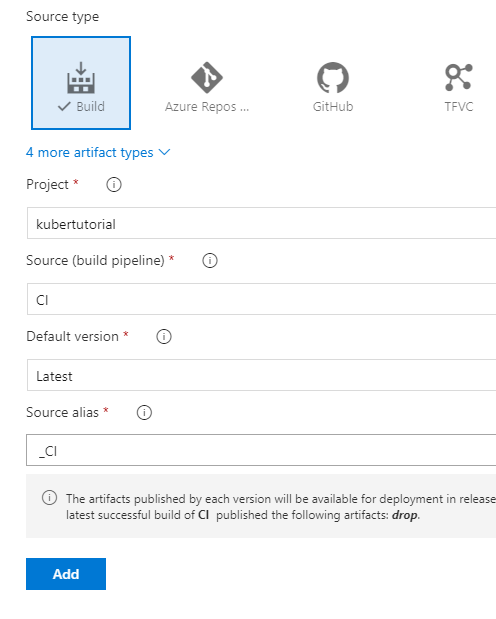 Source type
Build
Azure Repos ...
GitHub
TFVC
4 more artifact types
Project *
kubertutorial
Source (build pipeline) *
CI
Default version *
Latest
Source alias *
_CI
The artifacts published by each version will be available for deployment in release
latest successful build of CI published the following artifacts: drop.
Add